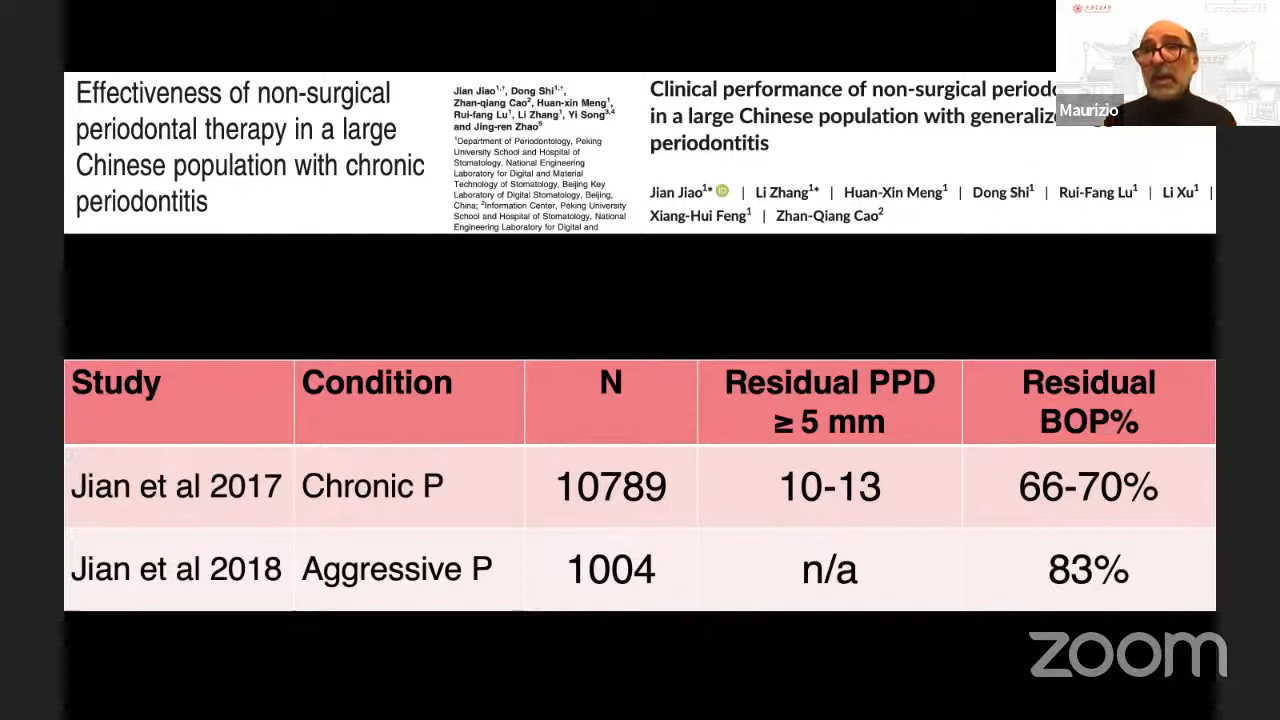 Effectiveness of non-surgical
periodontal therapy in a large
Chinese population with chronic
periodontitis
Jian Jiao1,†, Dong Shi1,†,
Zhan-qiang Cao2, Huan-xin Meng1,
Rui-fang Lu1, Li Zhang1, Yi Song3,4
and Jing-ren Zhao5
1Department of Periodontology, Peking
University School and Hospital of
Stomatology, National Engineering
Laboratory for Digital and Material
Technology of Stomatology, Beijing Key
Laboratory of Digital Stomatology, Beijing,
China; 2Information Center, Peking University
School and Hospital of Stomatology, National
Engineering Laboratory for Digital and
Clinical performance of non-surgical
in a large Chinese population with
periodontitis
Jian Jiao1* | Li Zhang1* | Huan-Xin Meng1 | Dong Shi1 | Rui-Fang Lu1 | Li Xu1 |
Xiang-Hui Feng1 | Zhan-Qiang Cao2
Maurizio
Study Condition N Residual PPD ≥ 5 mm Residual BOP%
Jian et al 2017 Chronic P 10789 10-13 66-70%
Jian et al 2018 Aggressive P 1004 n/a 83%
zoom